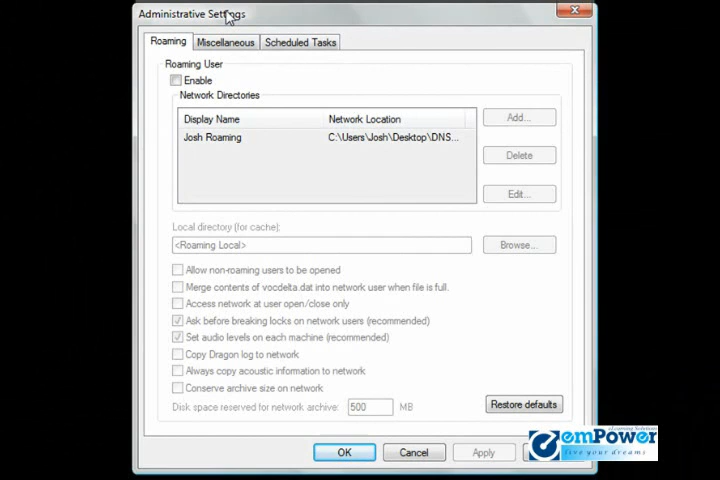 Administrative Settings
Roaming Miscellaneous Scheduled Tasks
Roaming User
Enable
Network Directories
Display Name Network Location Add...
Josh Roaming C:\Users\Josh\Desktop\DNS...
Delete
Edit...
Local directory (for cache):
<Roaming Local> Browse...
Allow non-roaming users to be opened
Merge contents of vocdelta.dat into network user when file is full.
Access network at user open/close only
Ask before breaking locks on network users (recommended)
Set audio levels on each machine (recommended)
Copy Dragon log to network
Always copy acoustic information to network
Conserve archive size on network
Disk space reserved for network archive: 500 MB Restore defaults
eLearning Solutions
emPower
live your dreams
OK Cancel Apply